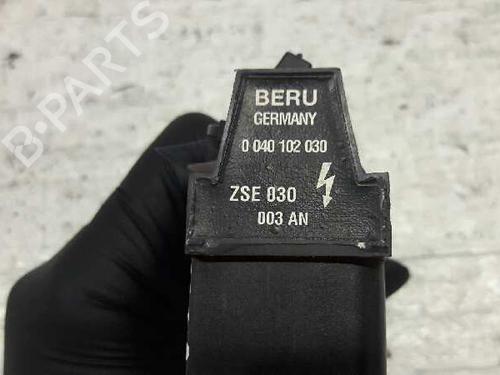 B-PARTS
BERU
GERMANY
0 040 102 030
ZSE 030
003 AN